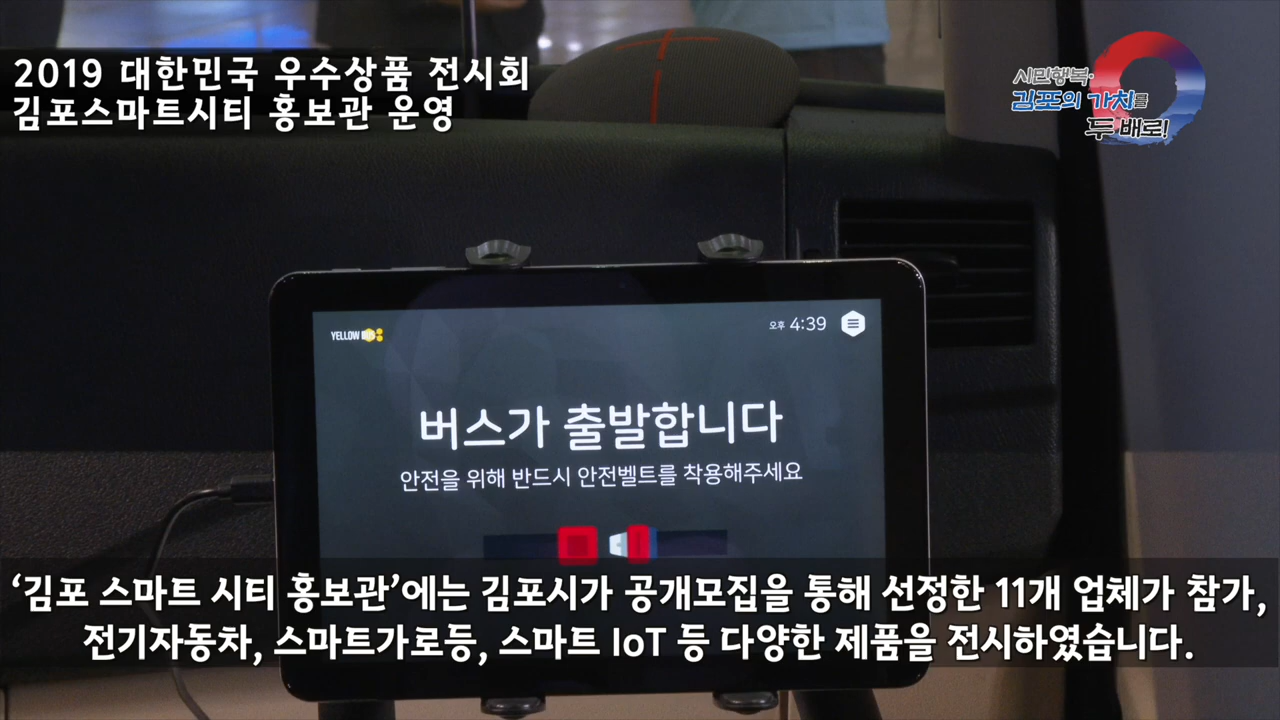 2019 대한민국 우수상품 전시회
김포스마트시티 홍보관 운영
시민행복·
김포의 가치를
두 배로!
YELLOW BUS
오후 4:39
버스가 출발합니다
안전을 위해 반드시 안전벨트를 착용해주세요
‘김포 스마트 시티 홍보관’에는 김포시가 공개모집을 통해 선정한 11개 업체가 참가,
전기자동차, 스마트가로등, 스마트 IoT 등 다양한 제품을 전시하였습니다.